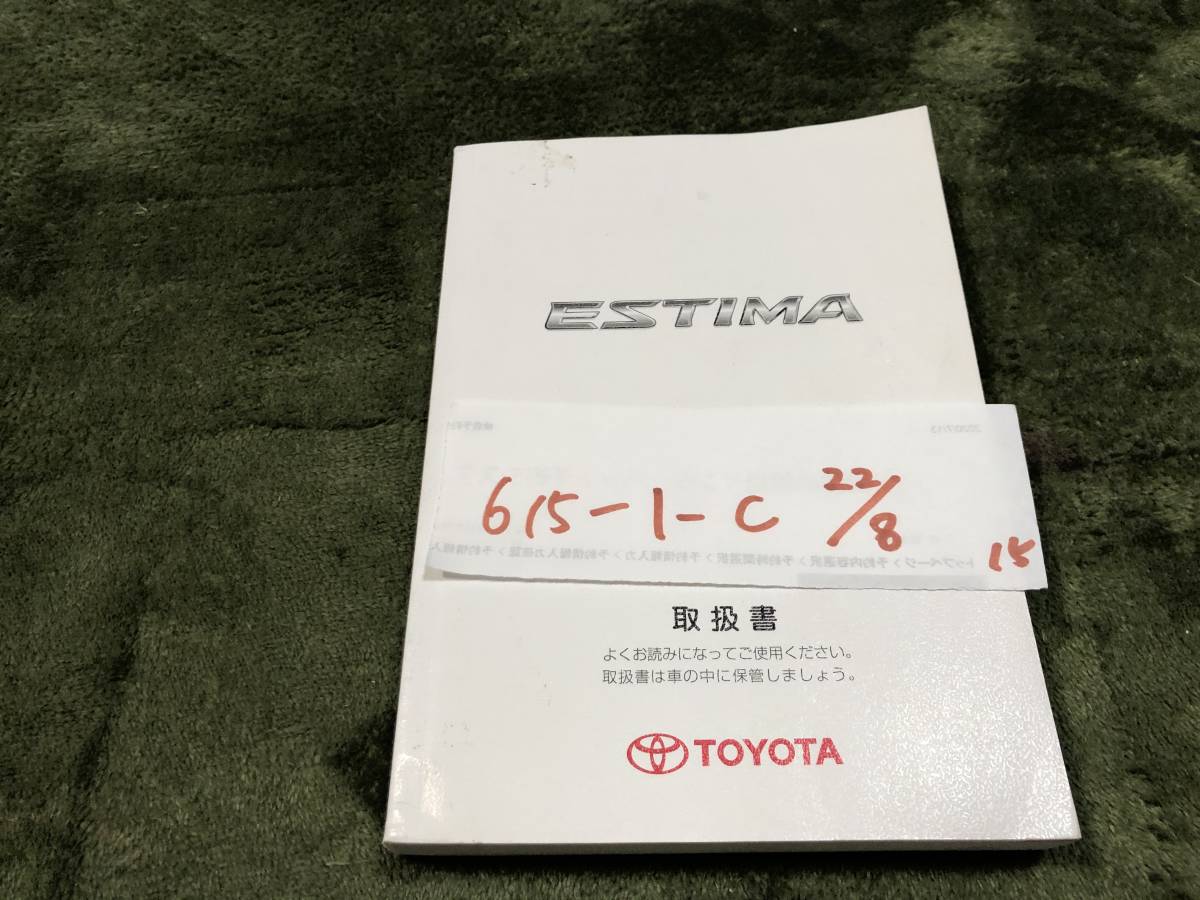 ESTIMA
615-1-C 22/8
15
取扱書
よくお読みになってご使用ください。
取扱書は車の中に保管しましょう。
TOYOTA